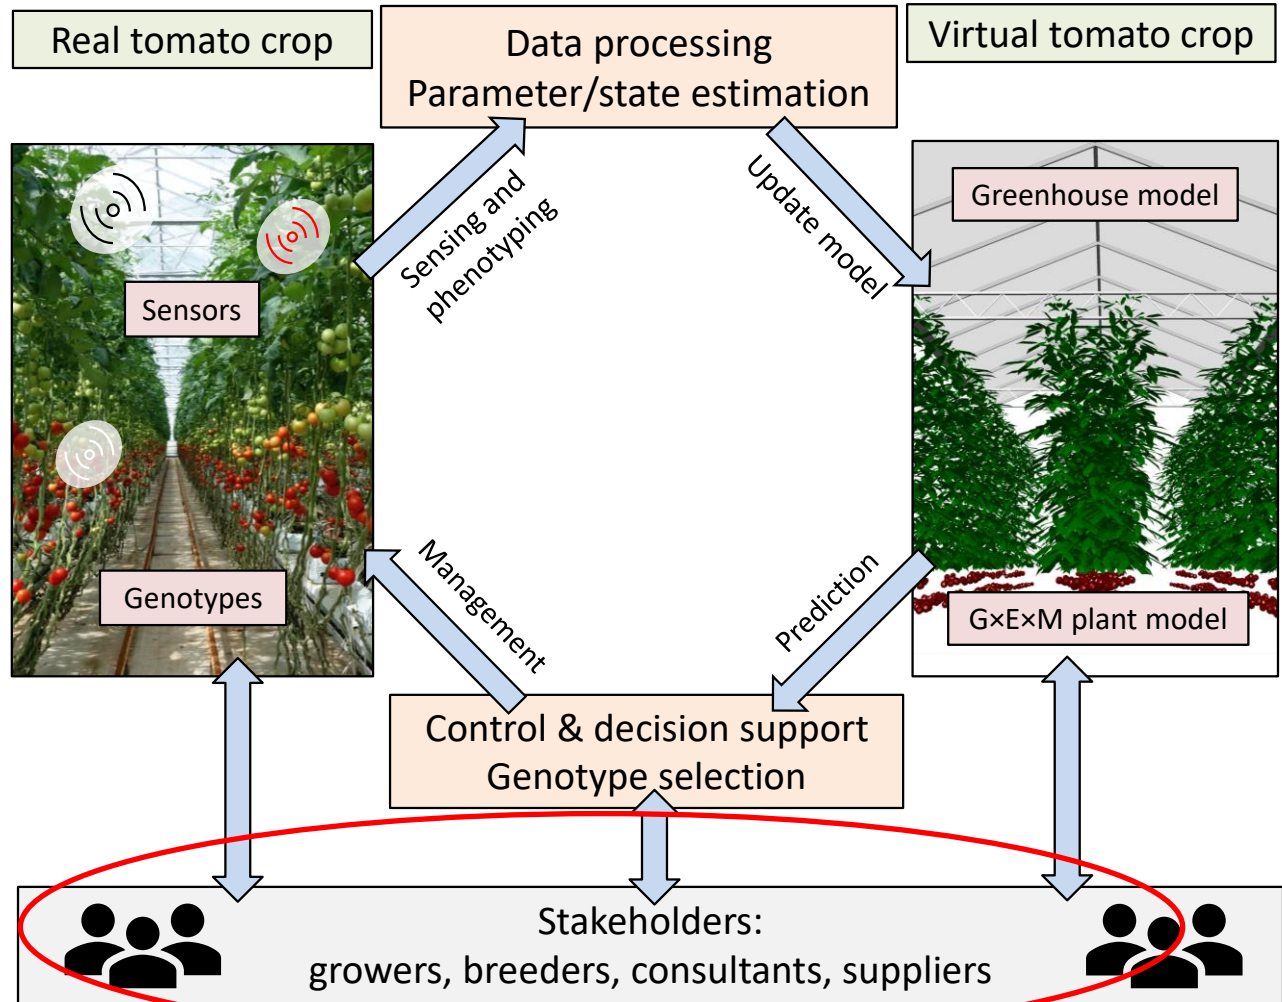 Real tomato crop
Data processing
Parameter/state estimation
Virtual tomato crop
Sensing and
phenotyping
Update model
Greenhouse model
Sensors
Genotypes
Management
Prediction
G×E×M plant model
Control & decision support
Genotype selection
Stakeholders:
growers, breeders, consultants, suppliers